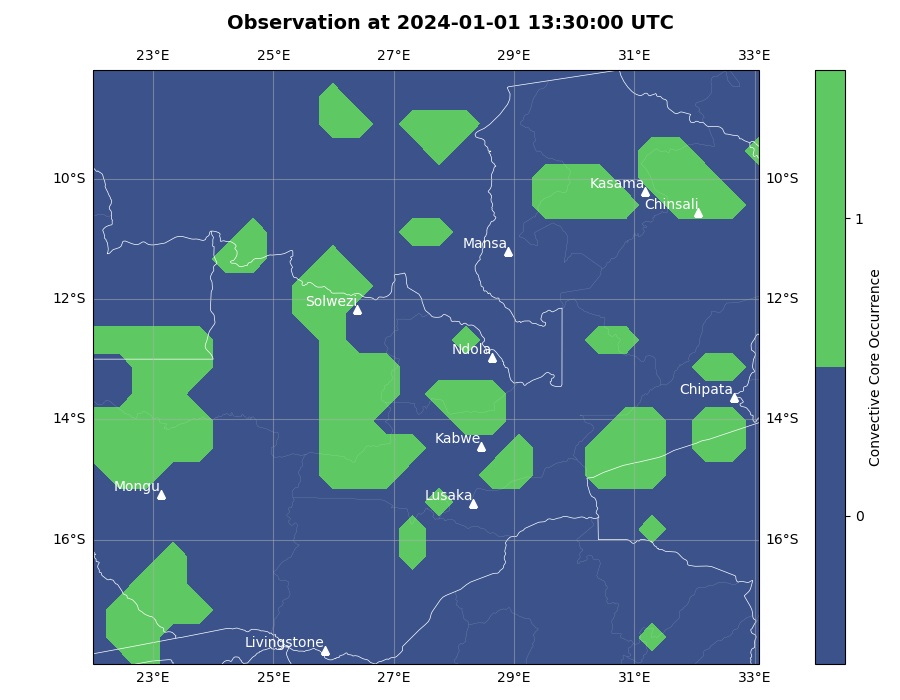 Observation at 2024-01-01 13:30:00 UTC
23°E 25°E 27°E 29°E 31°E 33°E
10°S 10°S
Kasama
Chinsali
1
Mansa
12°S 12°S
Solwezi
Ndola
Chipata
14°S 14°S
Kabwe
Mongu
Lusaka
0
16°S 16°S
Livingstone
23°E 25°E 27°E 29°E 31°E 33°E
Convective Core Occurrence